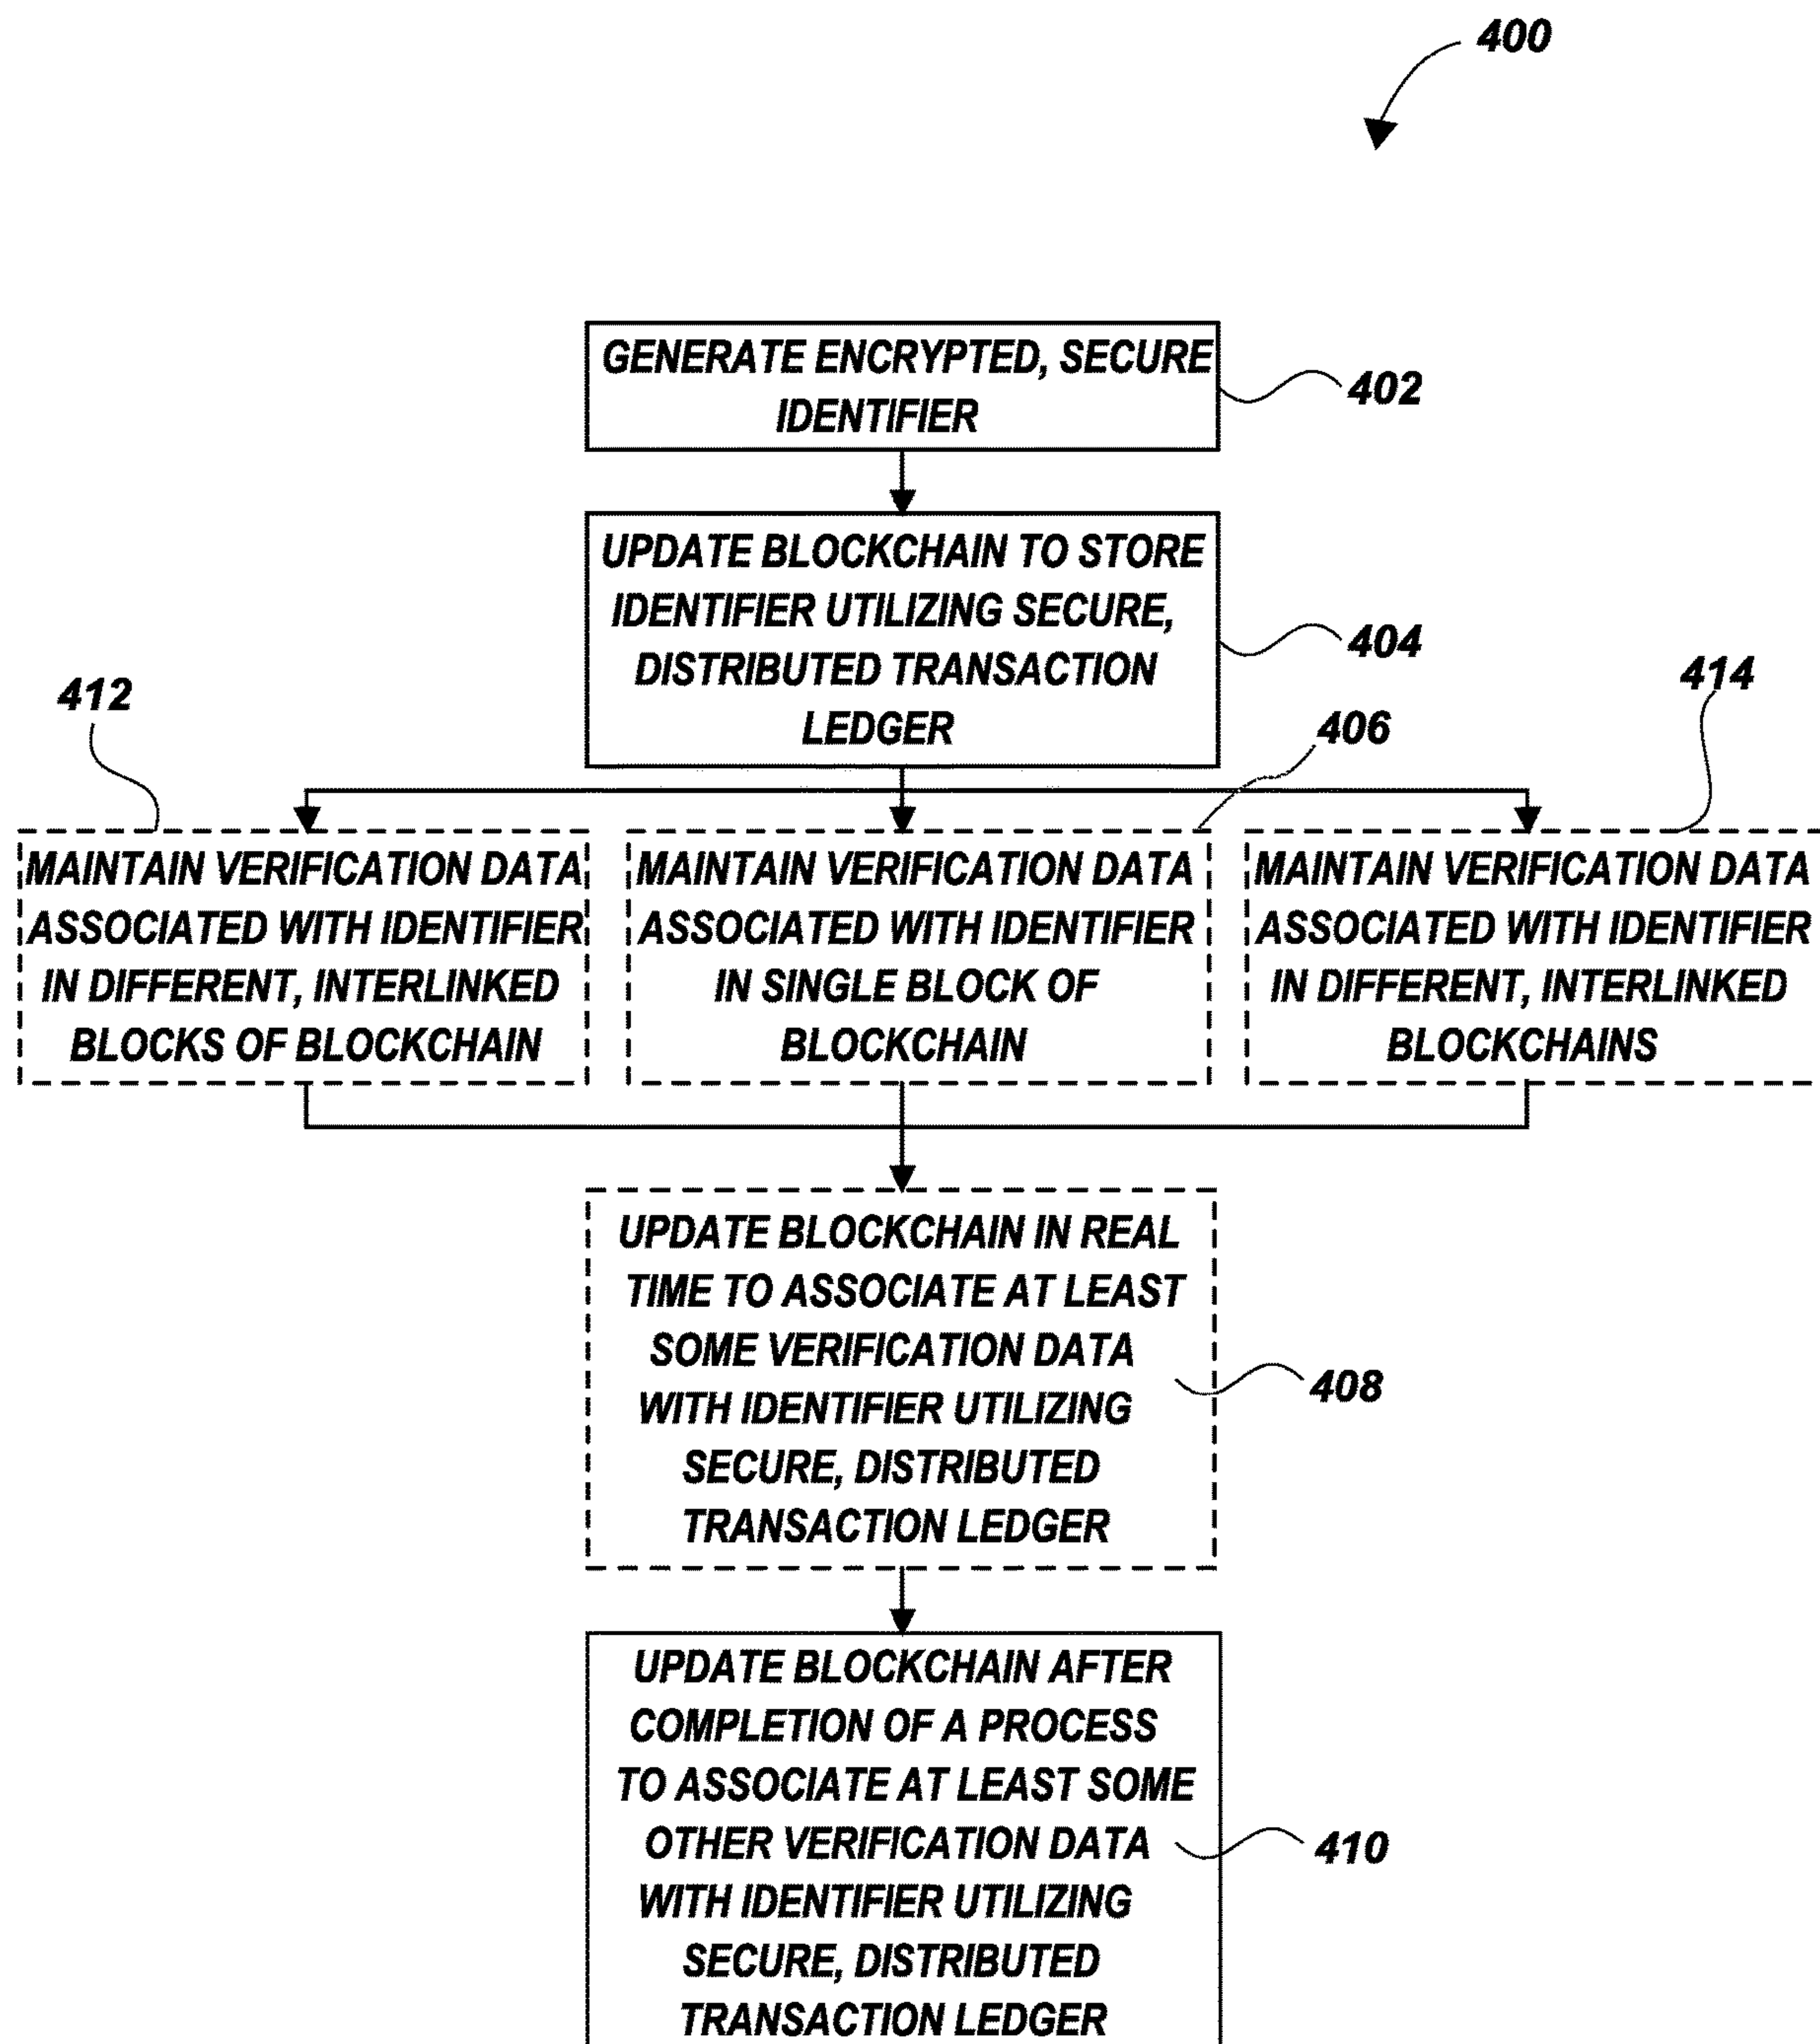 400
GENERATE ENCRYPTED, SECURE
IDENTIFIER
402
UPDATE BLOCKCHAIN TO STORE
IDENTIFIER UTILIZING SECURE,
DISTRIBUTED TRANSACTION
LEDGER
404
412
MAINTAIN VERIFICATION DATA
ASSOCIATED WITH IDENTIFIER
IN DIFFERENT, INTERLINKED
BLOCKS OF BLOCKCHAIN
406
MAINTAIN VERIFICATION DATA
ASSOCIATED WITH IDENTIFIER
IN SINGLE BLOCK OF
BLOCKCHAIN
414
MAINTAIN VERIFICATION DATA
ASSOCIATED WITH IDENTIFIER
IN DIFFERENT, INTERLINKED
BLOCKCHAINS
UPDATE BLOCKCHAIN IN REAL
TIME TO ASSOCIATE AT LEAST
SOME VERIFICATION DATA
WITH IDENTIFIER UTILIZING
SECURE, DISTRIBUTED
TRANSACTION LEDGER
408
UPDATE BLOCKCHAIN AFTER
COMPLETION OF A PROCESS
TO ASSOCIATE AT LEAST SOME
OTHER VERIFICATION DATA
WITH IDENTIFIER UTILIZING
SECURE, DISTRIBUTED
TRANSACTION LEDGER
410